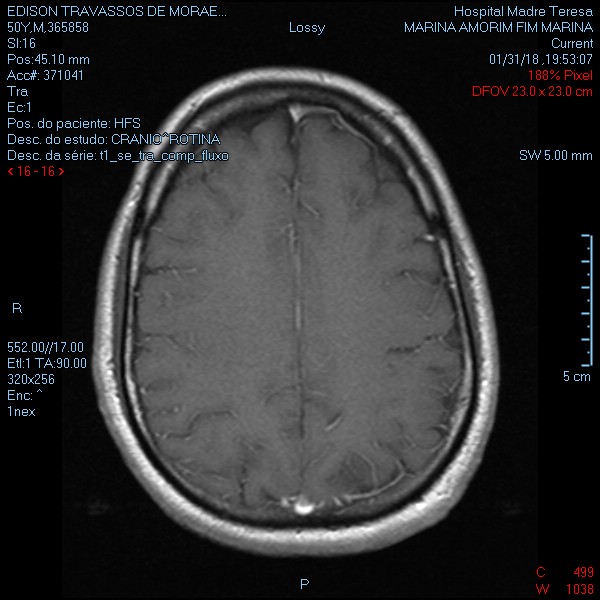 EDISON TRAVASSOS DE MORAE...
50Y,M,365858
Sl:16
Pos:45.10 mm
Acc#: 371041
Tra
Ec:1
Pos. do paciente: HFS
Desc. do estudo: CRANIO^ROTINA
Desc. da série: t1_se_tra_comp_fluxo
< 16 - 16 >
Lossy
Hospital Madre Teresa
MARINA AMORIM FIM MARINA
Current
01/31/18 ,19:53:07
188% Pixel
DFOV 23.0 x 23.0 cm
SW 5.00 mm
R
552.00//17.00
Etl:1 TA:90.00
320x256
Enc: ^
1nex
5 cm
P
C 499
W 1038